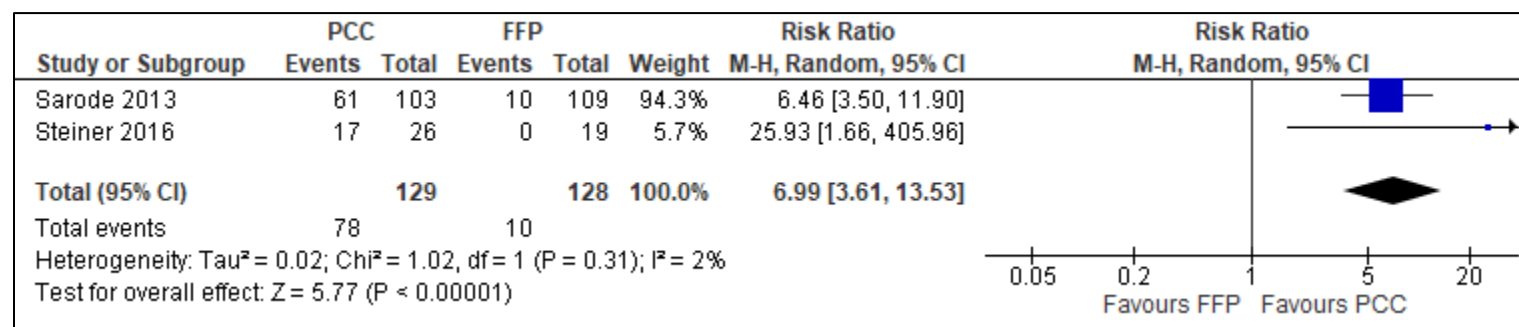 PCC FFP Risk Ratio Risk Ratio
Study or Subgroup Events Total Events Total Weight M-H, Random, 95% CI M-H, Random, 95% CI
Sarode 2013 61 103 10 109 94.3% 6.46 [3.50, 11.90]
Steiner 2016 17 26 0 19 5.7% 25.93 [1.66, 405.96]
Total (95% CI) 129 128 100.0% 6.99 [3.61, 13.53]
Total events 78 10
Heterogeneity: Tau² = 0.02; Chi² = 1.02, df = 1 (P = 0.31); I² = 2%
Test for overall effect: Z = 5.77 (P < 0.00001)
0.05 0.2 1 5 20
Favours FFP Favours PCC